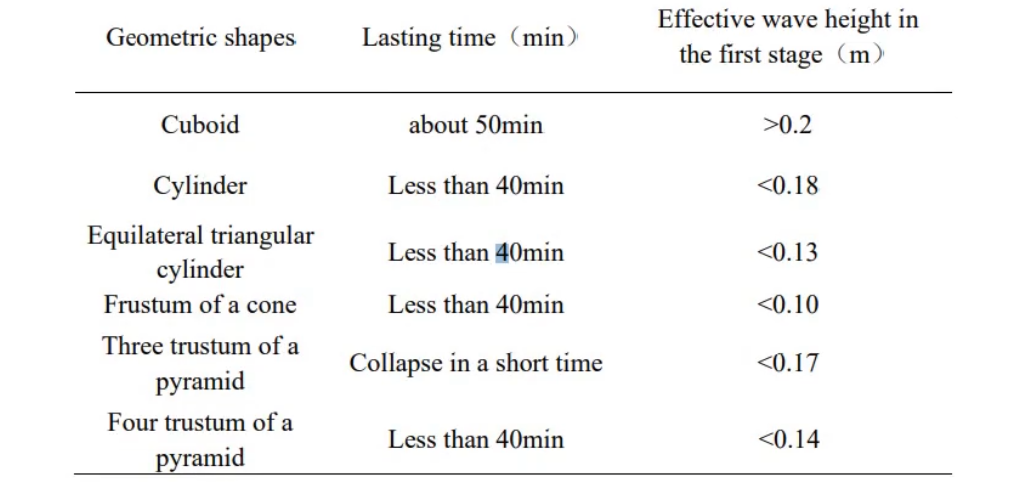 Geometric shapes
Lasting time（min）
Effective wave height in
the first stage（m）
Cuboid
about 50min
>0.2
Cylinder
Less than 40min
<0.18
Equilateral triangular
cylinder
Less than 40min
<0.13
Frustum of a cone
Less than 40min
<0.10
Three trustum of a
pyramid
Collapse in a short time
<0.17
Four trustum of a
pyramid
Less than 40min
<0.14